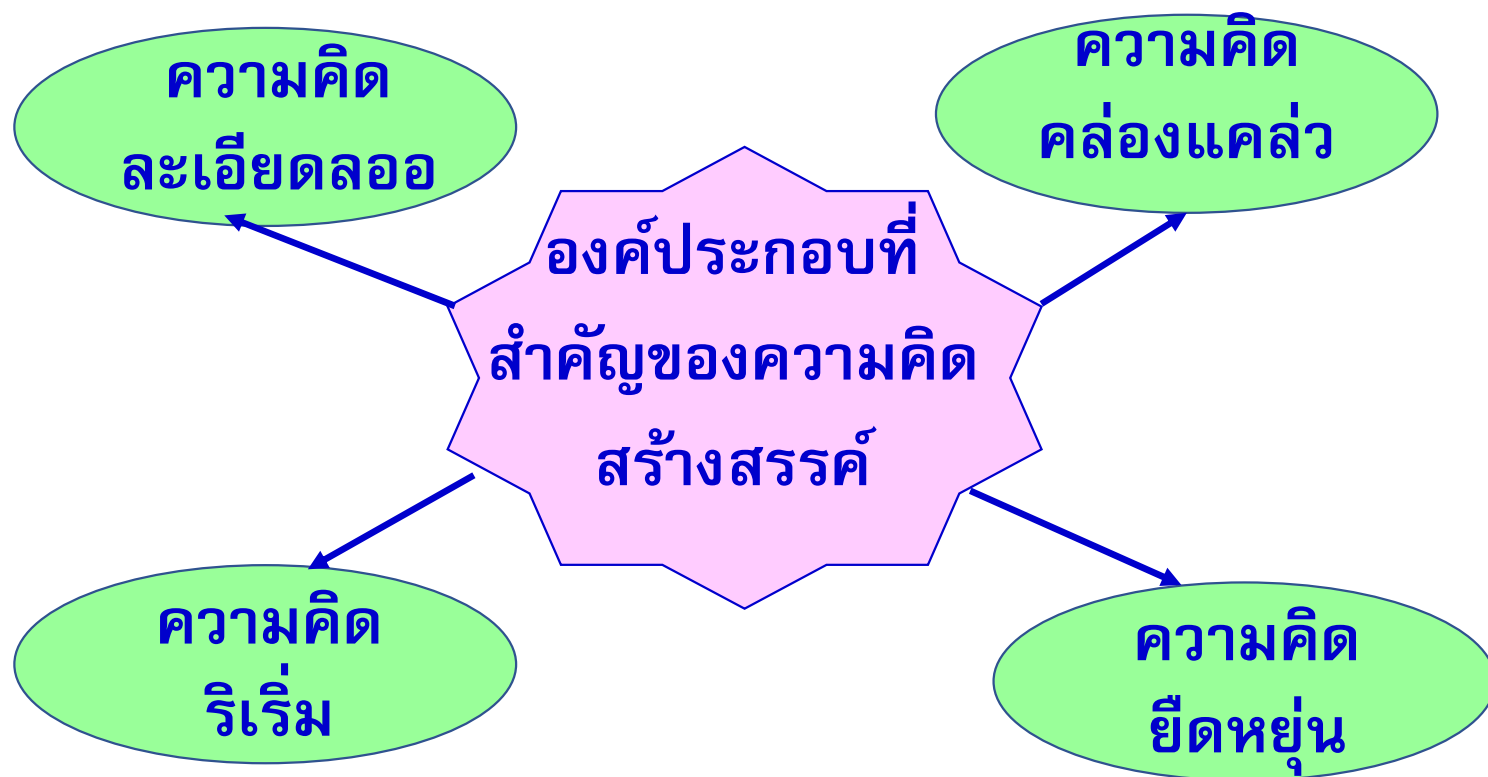 ความคิด
ละเอียดลออ
ความคิด
คล่องแคล่ว
องค์ประกอบที่
สำคัญของความคิด
สร้างสรรค์
ความคิด
ริเริ่ม
ความคิด
ยืดหยุ่น